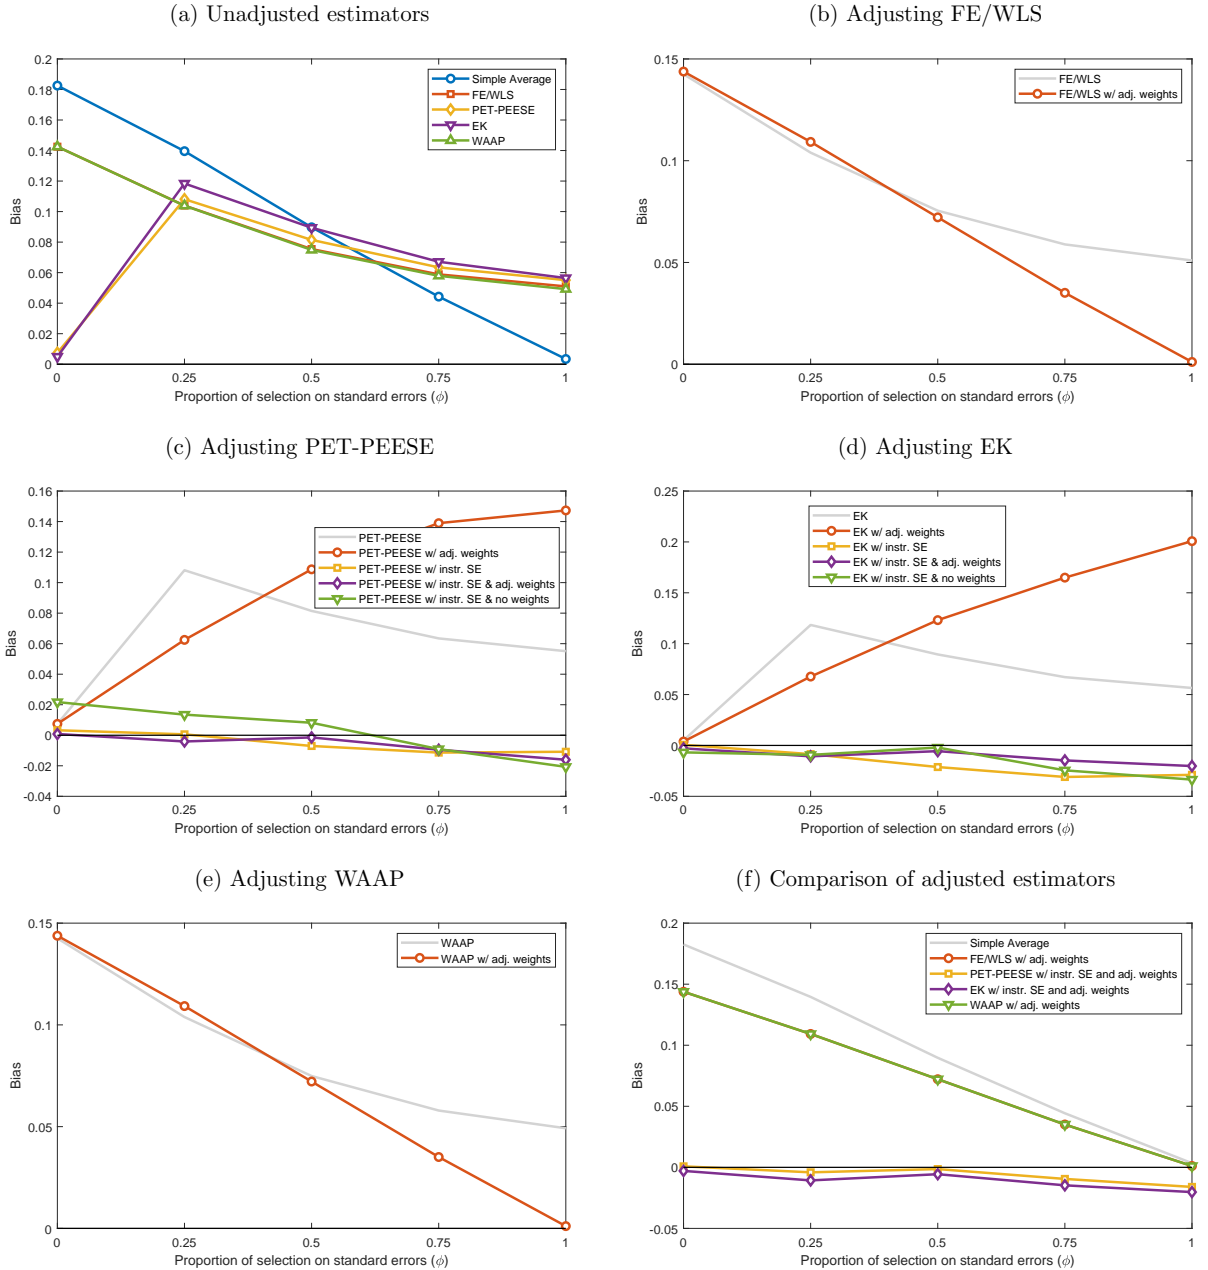 (a) Unadjusted estimators
0.2
0.18
0.16
0.14
0.12
0.1
0.08
0.06
0.04
0.02
0
Bias
Simple Average
FE/WLS
PET-PEESE
EK
WAAP
0 0.25 0.5 0.75 1
Proportion of selection on standard errors (ϕ)
(b) Adjusting FE/WLS
0.15
0.1
0.05
0
Bias
FE/WLS
FE/WLS w/ adj. weights
0 0.25 0.5 0.75 1
Proportion of selection on standard errors (ϕ)
(c) Adjusting PET-PEESE
0.16
0.14
0.12
0.1
0.08
0.06
0.04
0.02
0
-0.02
-0.04
Bias
PET-PEESE
PET-PEESE w/ adj. weights
PET-PEESE w/ instr. SE
PET-PEESE w/ instr. SE & adj. weights
PET-PEESE w/ instr. SE & no weights
0 0.25 0.5 0.75 1
Proportion of selection on standard errors (ϕ)
(d) Adjusting EK
0.25
0.2
0.15
0.1
0.05
0
-0.05
Bias
EK
EK w/ adj. weights
EK w/ instr. SE
EK w/ instr. SE & adj. weights
EK w/ instr. SE & no weights
0 0.25 0.5 0.75 1
Proportion of selection on standard errors (ϕ)
(e) Adjusting WAAP
0.15
0.1
0.05
0
Bias
WAAP
WAAP w/ adj. weights
0 0.25 0.5 0.75 1
Proportion of selection on standard errors (ϕ)
(f) Comparison of adjusted estimators
0.2
0.15
0.1
0.05
0
-0.05
Bias
Simple Average
FE/WLS w/ adj. weights
PET-PEESE w/ instr. SE and adj. weights
EK w/ instr. SE and adj. weights
WAAP w/ adj. weights
0 0.25 0.5 0.75 1
Proportion of selection on standard errors (ϕ)